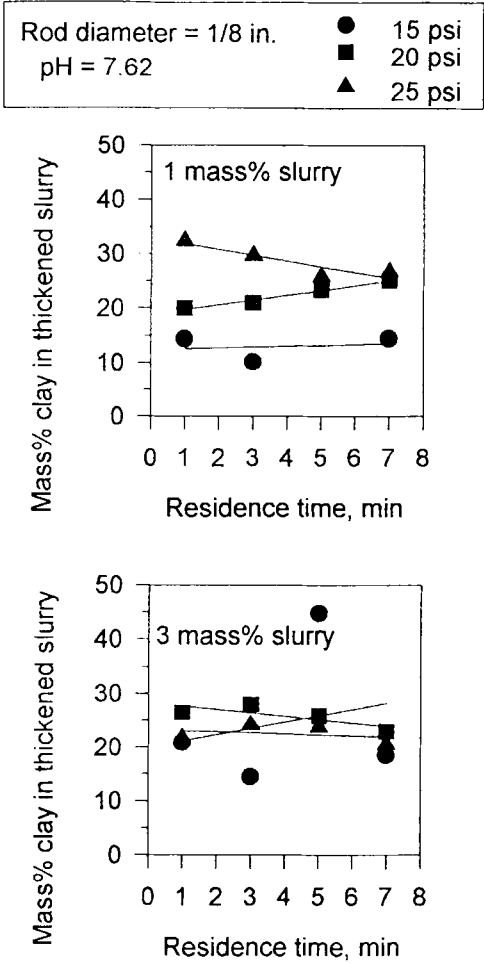 Rod diameter = 1/8 in.
pH = 7.62
15 psi
20 psi
25 psi
1 mass% slurry
Mass% clay in thickened slurry
50
40
30
20
10
0
0 1 2 3 4 5 6 7 8
Residence time, min
3 mass% slurry
Mass% clay in thickened slurry
50
40
30
20
10
0
0 1 2 3 4 5 6 7 8
Residence time, min